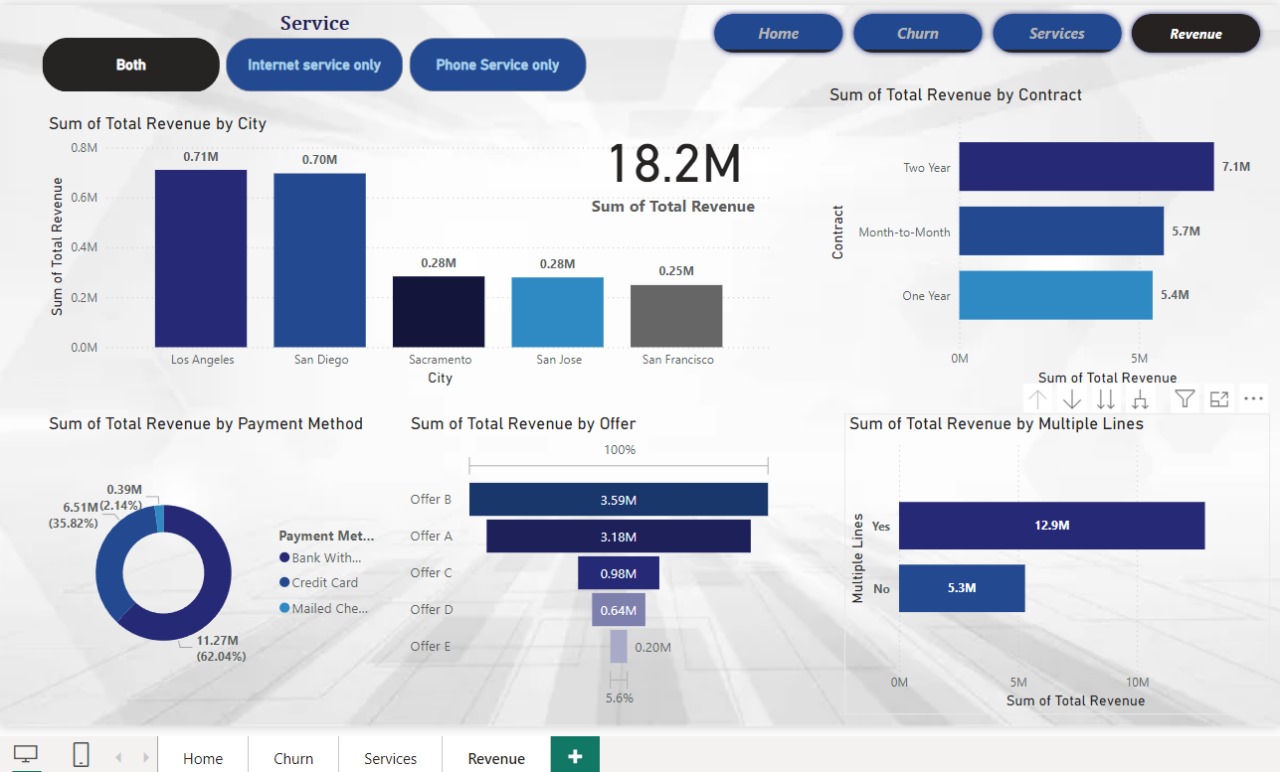 Service
Home
Churn
Services
Revenue
Both
Internet service only
Phone Service only
Sum of Total Revenue by City
Sum of Total Revenue
0.8M
0.6M
0.4M
0.2M
0.0M
0.71M
0.70M
0.28M
0.28M
0.25M
Los Angeles
San Diego
Sacramento
San Jose
San Francisco
City
18.2M
Sum of Total Revenue
Sum of Total Revenue by Contract
Contract
Two Year
7.1M
Month-to-Month
5.7M
One Year
5.4M
0M
5M
Sum of Total Revenue
Sum of Total Revenue by Payment Method
0.39M
(2.14%)
6.51M
(35.82%)
11.27M
(62.04%)
Payment Met...
Bank With...
Credit Card
Mailed Che...
Sum of Total Revenue by Offer
100%
Offer B
3.59M
Offer A
3.18M
Offer C
0.98M
Offer D
0.64M
Offer E
0.20M
5.6%
Sum of Total Revenue by Multiple Lines
Multiple Lines
Yes
12.9M
No
5.3M
0M
5M
10M
Sum of Total Revenue
Home
Churn
Services
Revenue
+